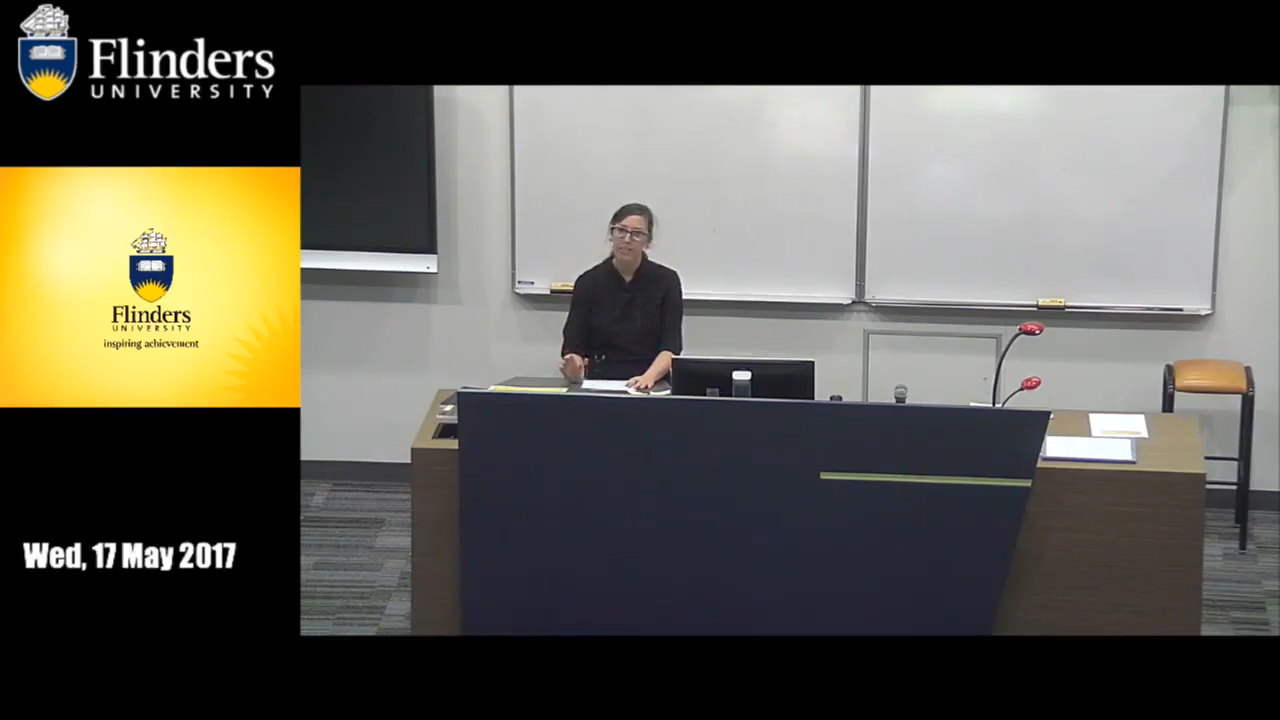 Flinders
UNIVERSITY
Flinders
UNIVERSITY
inspiring achievement
Wed, 17 May 2017